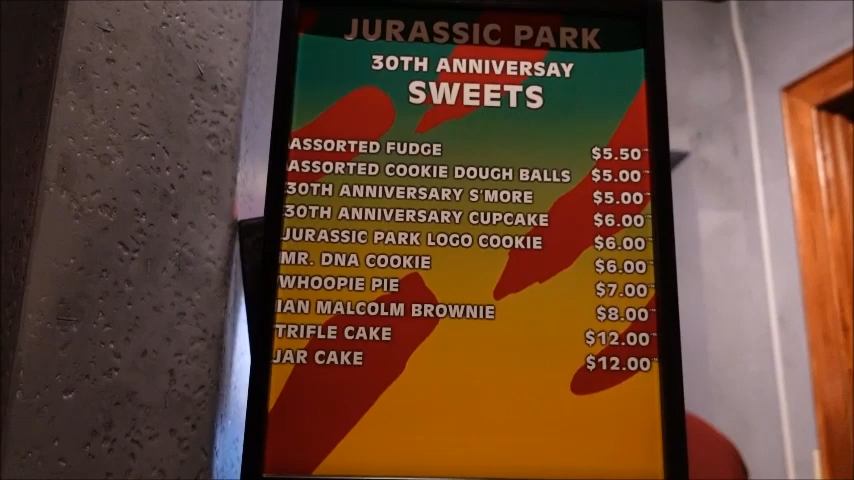 JURASSIC PARK
30TH ANNIVERSAY
SWEETS
ASSORTED FUDGE $5.50
ASSORTED COOKIE DOUGH BALLS $5.00
30TH ANNIVERSARY S'MORE $5.00
30TH ANNIVERSARY CUPCAKE $6.00
JURASSIC PARK LOGO COOKIE $6.00
MR. DNA COOKIE $6.00
WHOOPIE PIE $7.00
IAN MALCOLM BROWNIE $8.00
TRIFLE CAKE $12.00
JAR CAKE $12.00